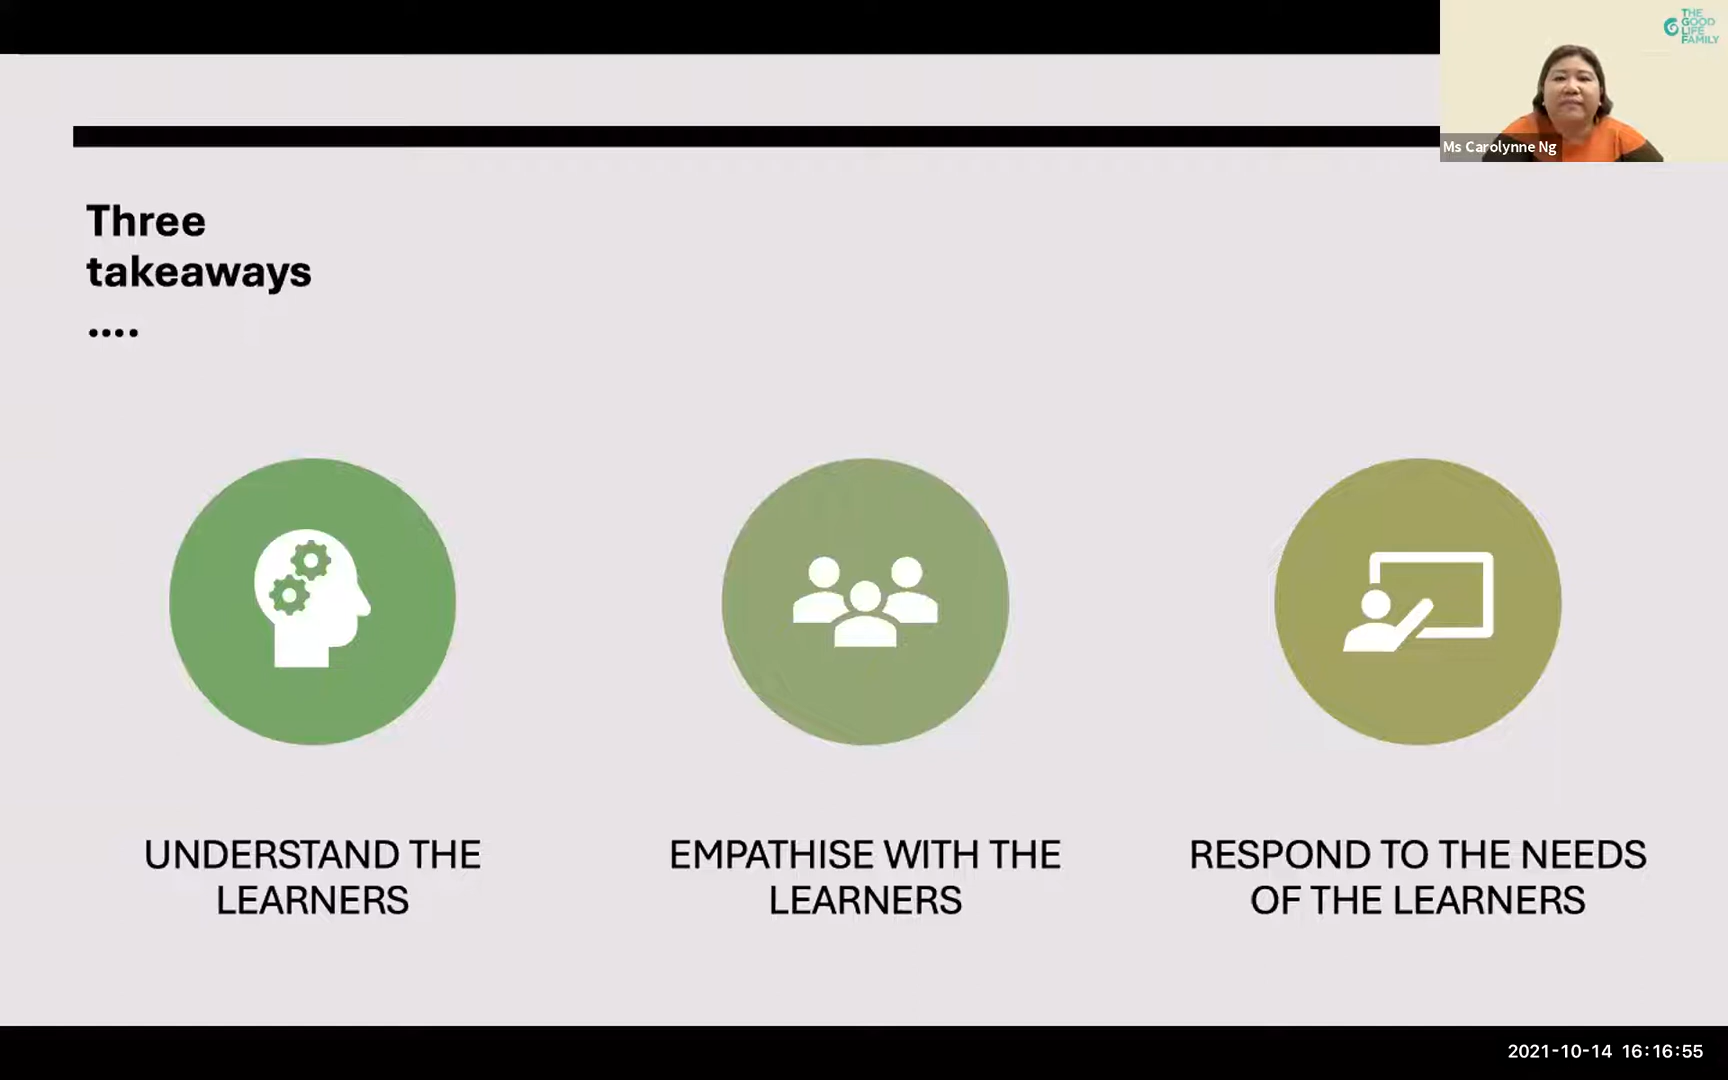 THE
GOOD
LIFE
FAMILY
Ms Carolynne Ng
Three
takeaways
....
UNDERSTAND THE
LEARNERS
EMPATHISE WITH THE
LEARNERS
RESPOND TO THE NEEDS
OF THE LEARNERS
2021-10-14 16:16:55